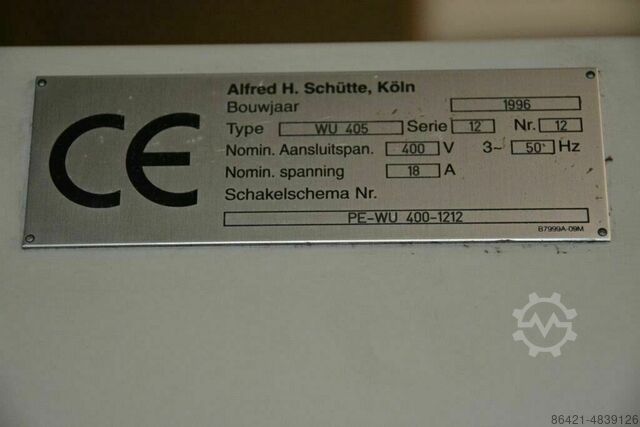 CE
Alfred H. Schütte, Köln
Bouwjaar 1996
Type WU 405 Serie 12 Nr. 12
Nomin. Aansluitspan. 400 V 3~ 50 Hz
Nomin. spanning 18 A
Schakelschema Nr.
PE-WU 400-1212
B7999A-09M
86421-4839126